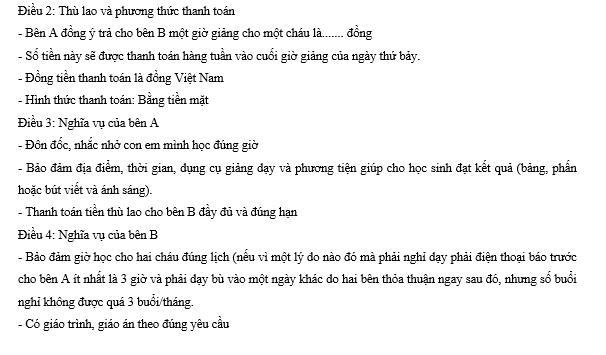 Điều 2: Thù lao và phương thức thanh toán
- Bên A đồng ý trả cho bên B một giờ giảng cho một cháu là....... đồng
- Số tiền này sẽ được thanh toán hàng tuần vào cuối giờ giảng của ngày thứ bảy.
- Đồng tiền thanh toán là đồng Việt Nam
- Hình thức thanh toán: Bằng tiền mặt
Điều 3: Nghĩa vụ của bên A
- Đôn đốc, nhắc nhở con em mình học đúng giờ
- Bảo đảm địa điểm, thời gian, dụng cụ giảng dạy và phương tiện giúp cho học sinh đạt kết quả (bảng, phấn
hoặc bút viết và ánh sáng).
- Thanh toán tiền thù lao cho bên B đầy đủ và đúng hạn
Điều 4: Nghĩa vụ của bên B
- Bảo đảm giờ học cho hai cháu đúng lịch (nếu vì một lý do nào đó mà phải nghỉ dạy phải điện thoại báo trước
cho bên A ít nhất là 3 giờ và phải dạy bù vào một ngày khác do hai bên thỏa thuận ngay sau đó, nhưng số buổi
nghỉ không được quá 3 buổi/tháng.
- Có giáo trình, giáo án theo đúng yêu cầu